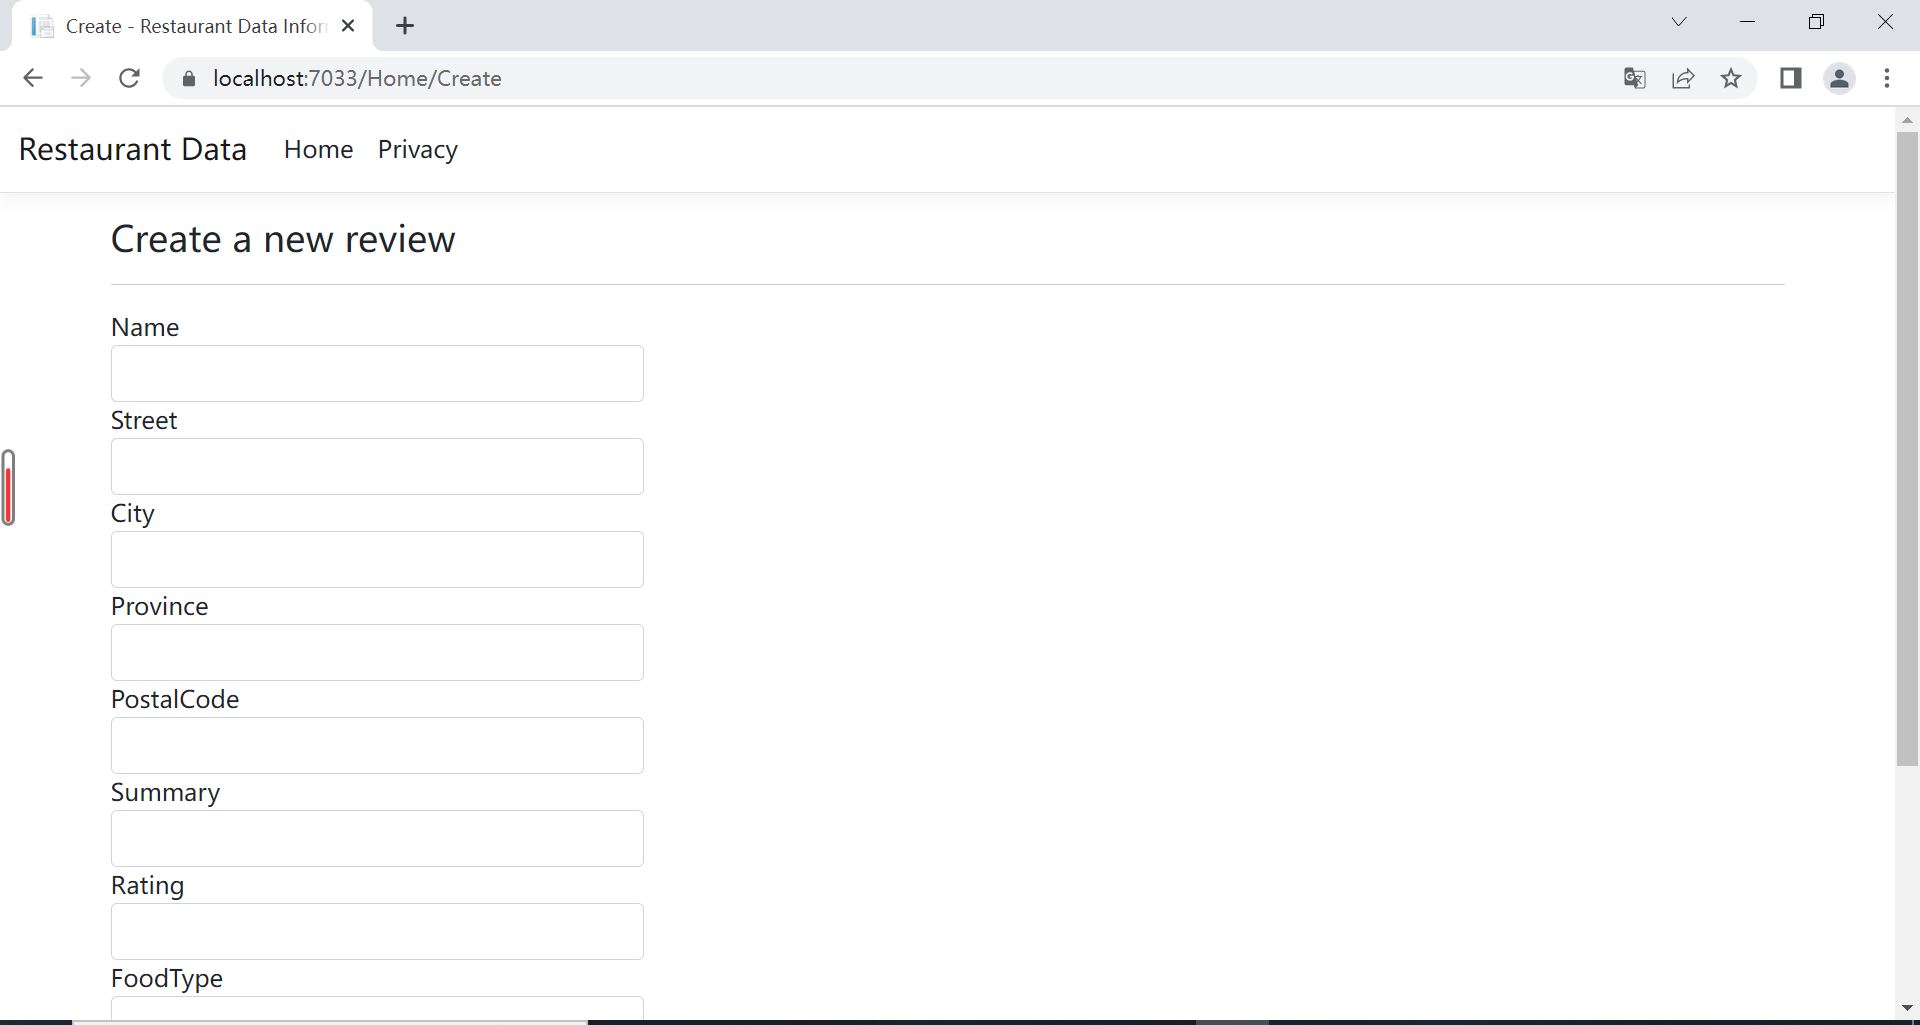 Create - Restaurant Data Infor
localhost:7033/Home/Create
Restaurant Data Home Privacy
Create a new review
Name
Street
City
Province
PostalCode
Summary
Rating
FoodType